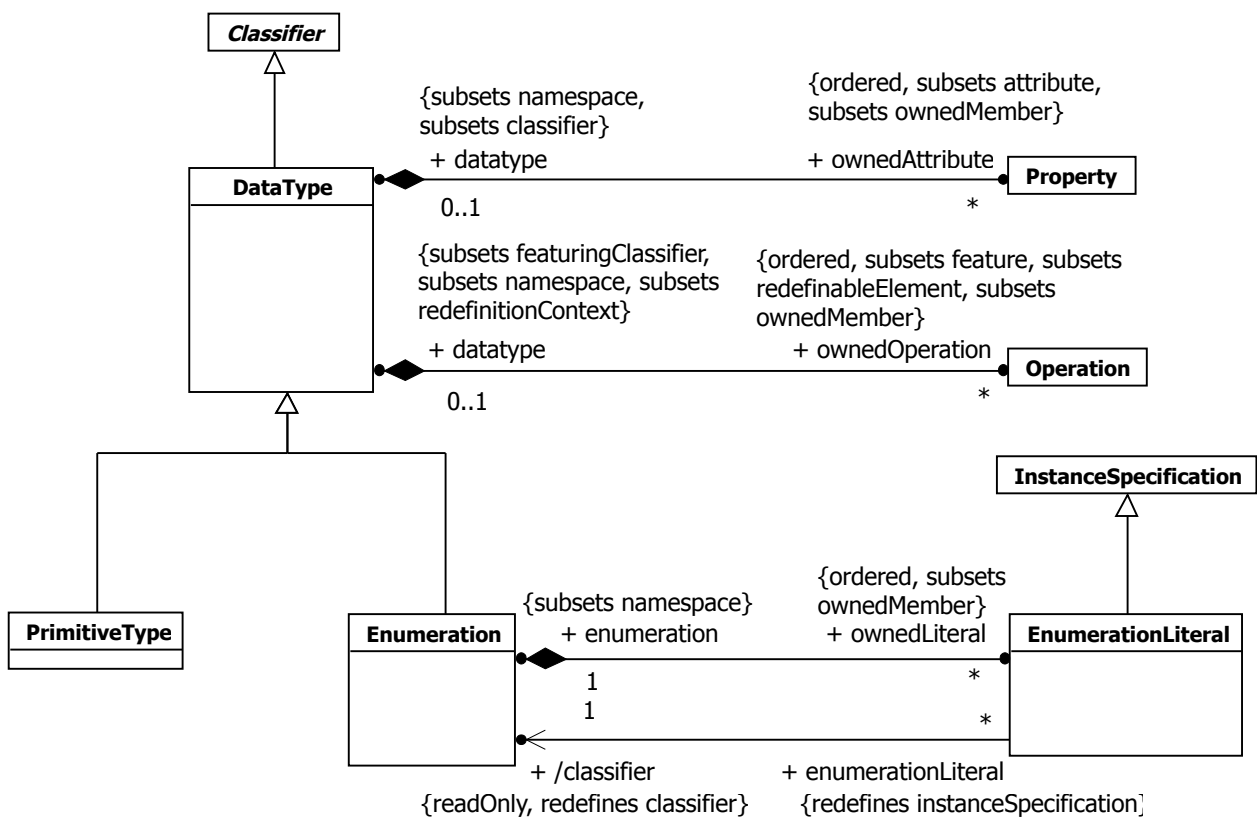 Classifier
{subsets namespace,
subsets classifier}
{ordered, subsets attribute,
subsets ownedMember}
+ datatype
+ ownedAttribute
DataType
Property
0..1
*
{subsets featuringClassifier,
subsets namespace, subsets
redefinitionContext}
{ordered, subsets feature, subsets
redefinableElement, subsets
ownedMember}
+ datatype
+ ownedOperation
Operation
0..1
*
InstanceSpecification
{subsets namespace}
{ordered, subsets
ownedMember}
+ enumeration
+ ownedLiteral
PrimitiveType
Enumeration
EnumerationLiteral
1
*
1
*
+ /classifier
+ enumerationLiteral
{readOnly, redefines classifier}
{redefines instanceSpecification}